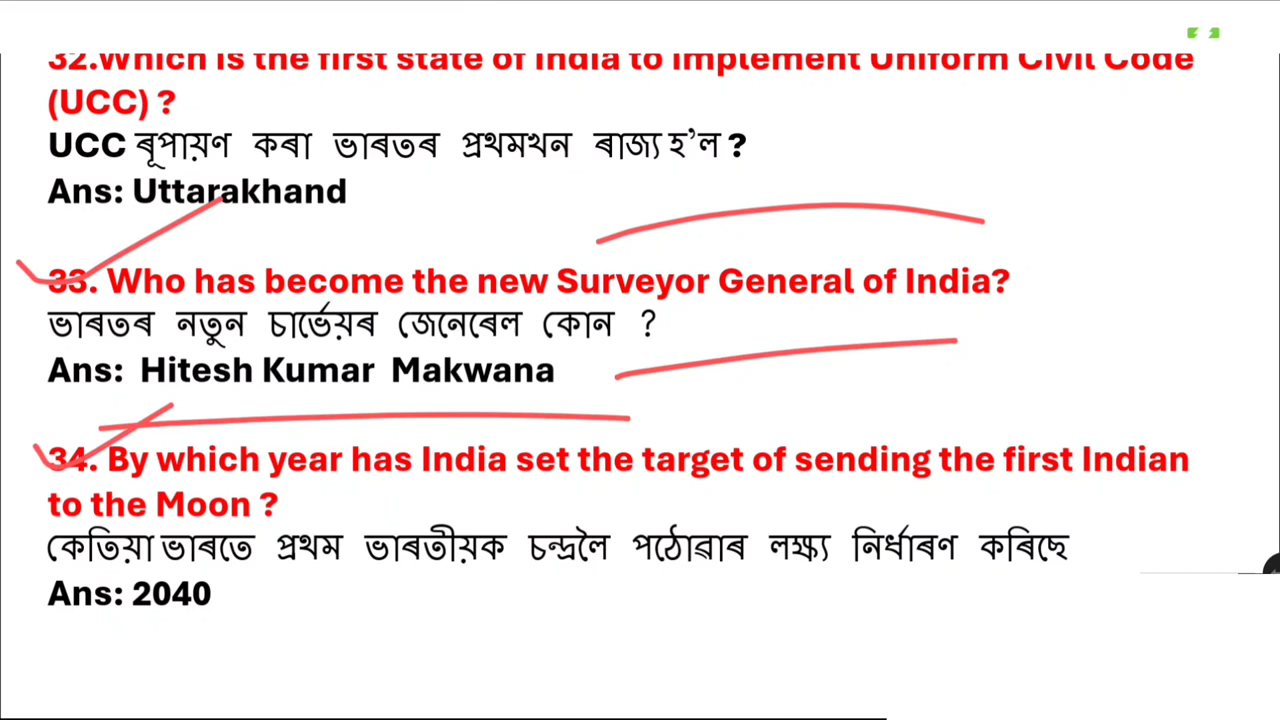 32.Which is the first state of India to implement Uniform Civil Code
(UCC) ?
UCC ৰূপায়ণ কৰা ভাৰতৰ প্ৰথমখন ৰাজ্য হ’ল ?
Ans: Uttarakhand
33. Who has become the new Surveyor General of India?
ভাৰতৰ নতুন চাৰ্ভেয়ৰ জেনেৰেল কোন ?
Ans: Hitesh Kumar Makwana
34. By which year has India set the target of sending the first Indian
to the Moon ?
কেতিয়া ভাৰতে প্ৰথম ভাৰতীয়ক চন্দ্ৰলৈ পঠোৱাৰ লক্ষ্য নিৰ্ধাৰণ কৰিছে
Ans: 2040